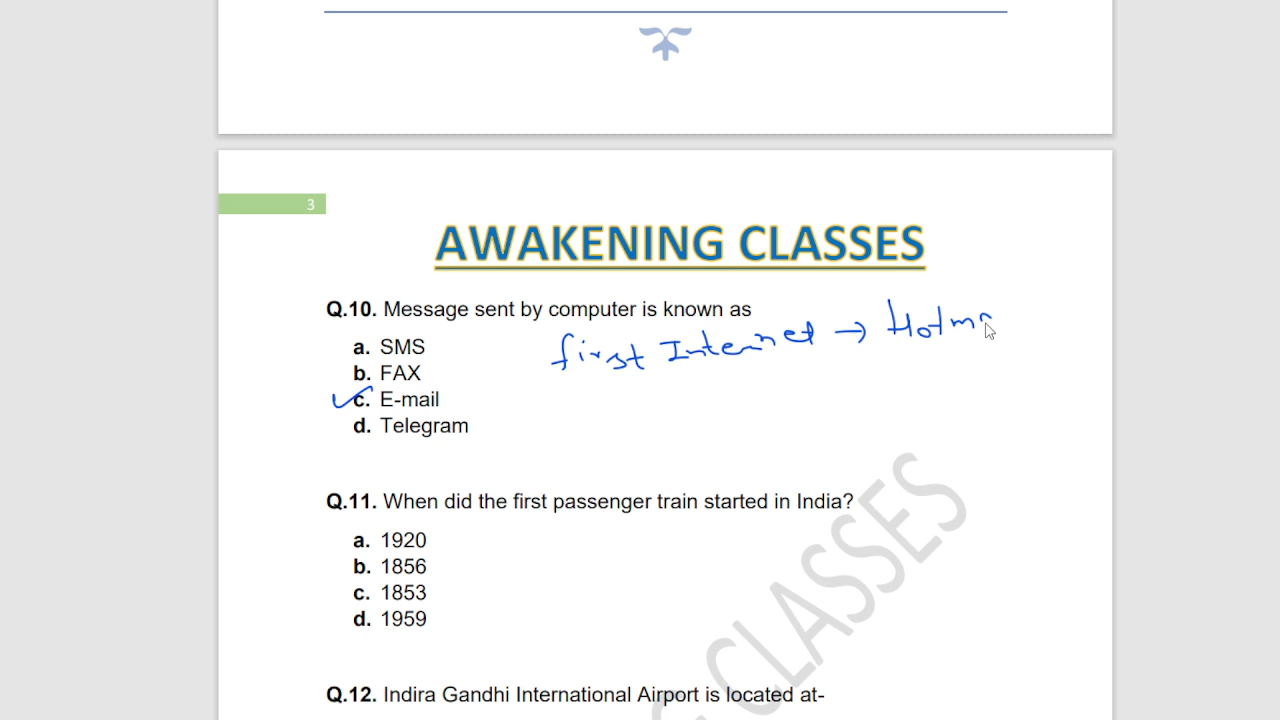 3
AWAKENING CLASSES
Q.10. Message sent by computer is known as
first Internet → Hotma
a. SMS
b. FAX
c. E-mail
d. Telegram
Q.11. When did the first passenger train started in India?
a. 1920
b. 1856
c. 1853
d. 1959
CLASSES
Q.12. Indira Gandhi International Airport is located at-